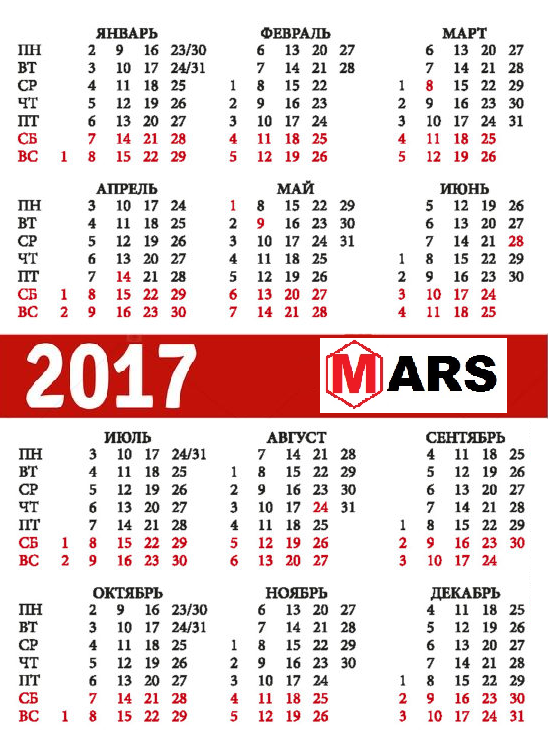 ЯНВАРЬ ФЕВРАЛЬ МАРТ
ПН 2 9 16 23/30 6 13 20 27 6 13 20 27
ВТ 3 10 17 24/31 7 14 21 28 7 14 21 28
СР 4 11 18 25 1 8 15 22 1 8 15 22 29
ЧТ 5 12 19 26 2 9 16 23 2 9 16 23 30
ПТ 6 13 20 27 3 10 17 24 3 10 17 24 31
СБ 7 14 21 28 4 11 18 25 4 11 18 25
ВС 1 8 15 22 29 5 12 19 26 5 12 19 26
АПРЕЛЬ МАЙ ИЮНЬ
ПН 3 10 17 24 1 8 15 22 29 5 12 19 26
ВТ 4 11 18 25 2 9 16 23 30 6 13 20 27
СР 5 12 19 26 3 10 17 24 31 7 14 21 28
ЧТ 6 13 20 27 4 11 18 25 1 8 15 22 29
ПТ 7 14 21 28 5 12 19 26 2 9 16 23 30
СБ 1 8 15 22 29 6 13 20 27 3 10 17 24
ВС 2 9 16 23 30 7 14 21 28 4 11 18 25
2017 MARS
ИЮЛЬ АВГУСТ СЕНТЯБРЬ
ПН 3 10 17 24/31 7 14 21 28 4 11 18 25
ВТ 4 11 18 25 1 8 15 22 29 5 12 19 26
СР 5 12 19 26 2 9 16 23 30 6 13 20 27
ЧТ 6 13 20 27 3 10 17 24 31 7 14 21 28
ПТ 7 14 21 28 4 11 18 25 1 8 15 22 29
СБ 1 8 15 22 29 5 12 19 26 2 9 16 23 30
ВС 2 9 16 23 30 6 13 20 27 3 10 17 24
ОКТЯБРЬ НОЯБРЬ ДЕКАБРЬ
ПН 2 9 16 23/30 6 13 20 27 4 11 18 25
ВТ 3 10 17 24/31 7 14 21 28 5 12 19 26
СР 4 11 18 25 1 8 15 22 29 6 13 20 27
ЧТ 5 12 19 26 2 9 16 23 30 7 14 21 28
ПТ 6 13 20 27 3 10 17 24 1 8 15 22 29
СБ 7 14 21 28 4 11 18 25 2 9 16 23 30
ВС 1 8 15 22 29 5 12 19 26 3 10 17 24 31